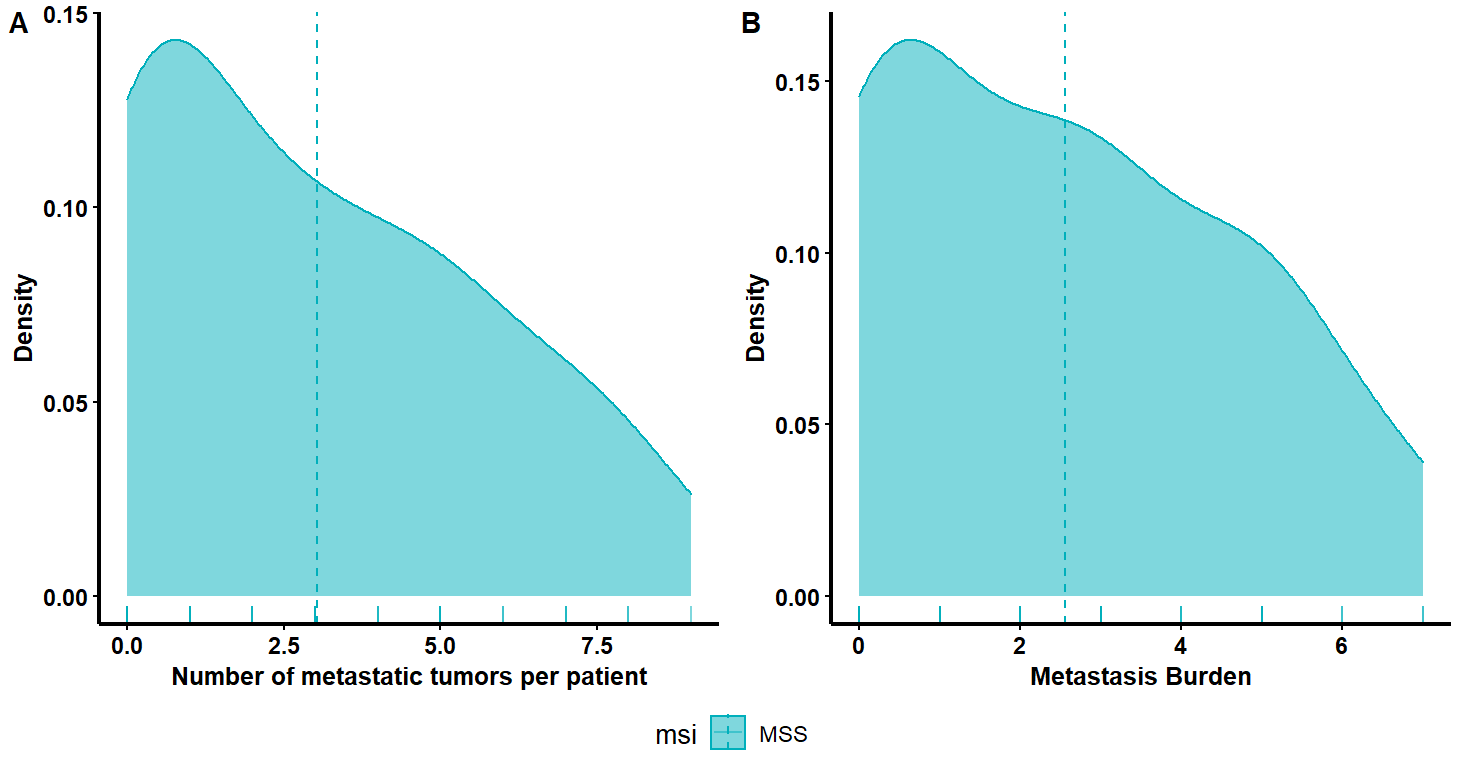 A
0.15
0.10
0.05
0.00
Density
0.0 2.5 5.0 7.5
Number of metastatic tumors per patient
B
0.15
0.10
0.05
0.00
Density
0 2 4 6
Metastasis Burden
msi MSS